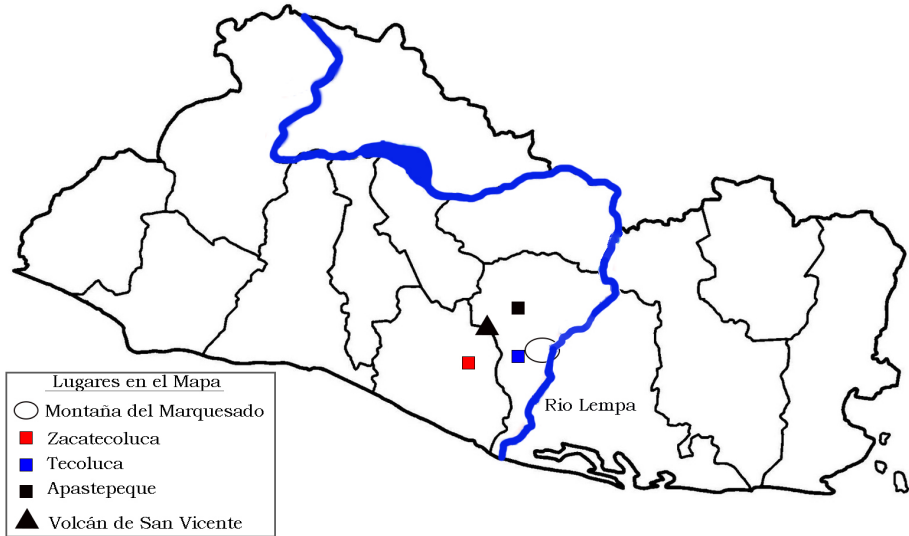 Rio Lempa
Lugares en el Mapa
Montaña del Marquesado
Zacatecoluca
Tecoluca
Apastepeque
Volcán de San Vicente